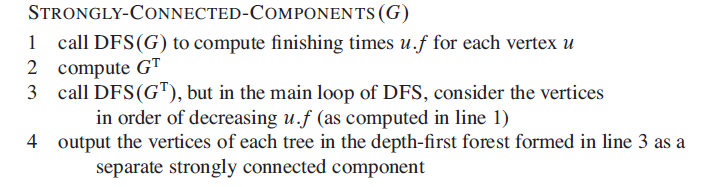 STRONGLY-CONNECTED-COMPONENTS(G)
1 call DFS(G) to compute finishing times u.f for each vertex u
2 compute Gᵀ
3 call DFS(Gᵀ), but in the main loop of DFS, consider the vertices
in order of decreasing u.f (as computed in line 1)
4 output the vertices of each tree in the depth-first forest formed in line 3 as a
separate strongly connected component